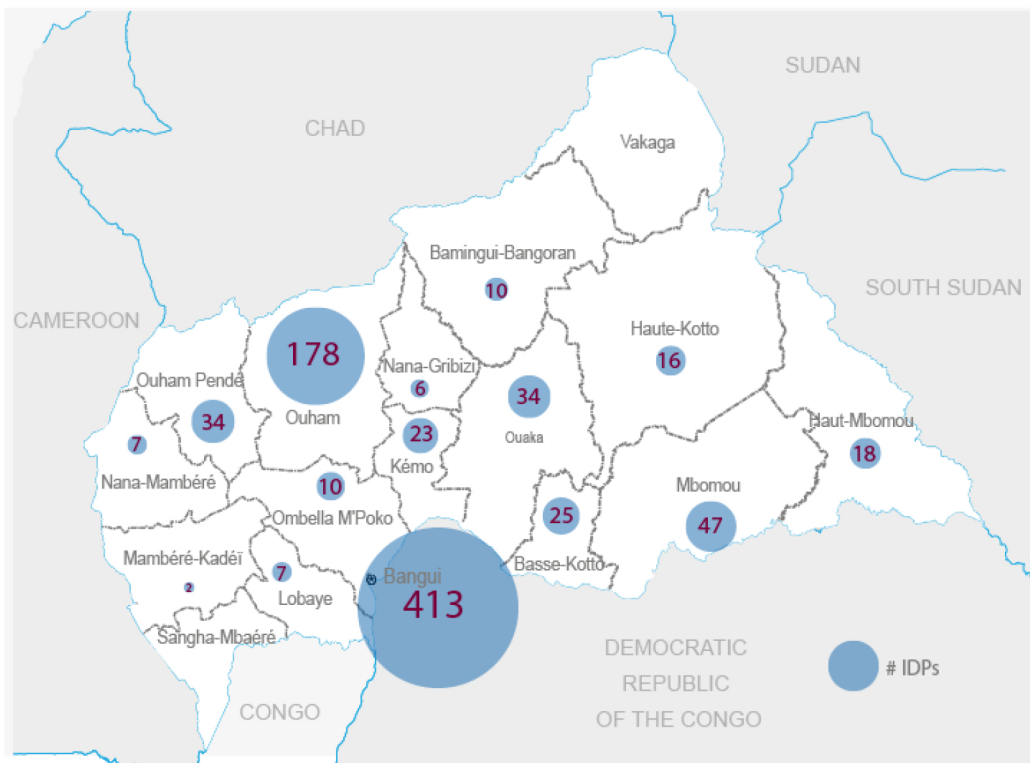 SUDAN
CHAD
Vakaga
Bamingui-Bangoran
10
SOUTH SUDAN
CAMEROON
Haute-Kotto
16
178
Ouham
Nana-Gribizi
6
Ouham Pendé
34
34
Ouaka
23
Kémo
Haut-Mbomou
18
7
Nana-Mambéré
10
Ombella M'Poko
Mbomou
47
25
Basse-Kotto
Mambéré-Kadéï
2
7
Lobaye
Bangui
413
Sangha-Mbaéré
DEMOCRATIC
REPUBLIC
OF THE CONGO
# IDPs
CONGO